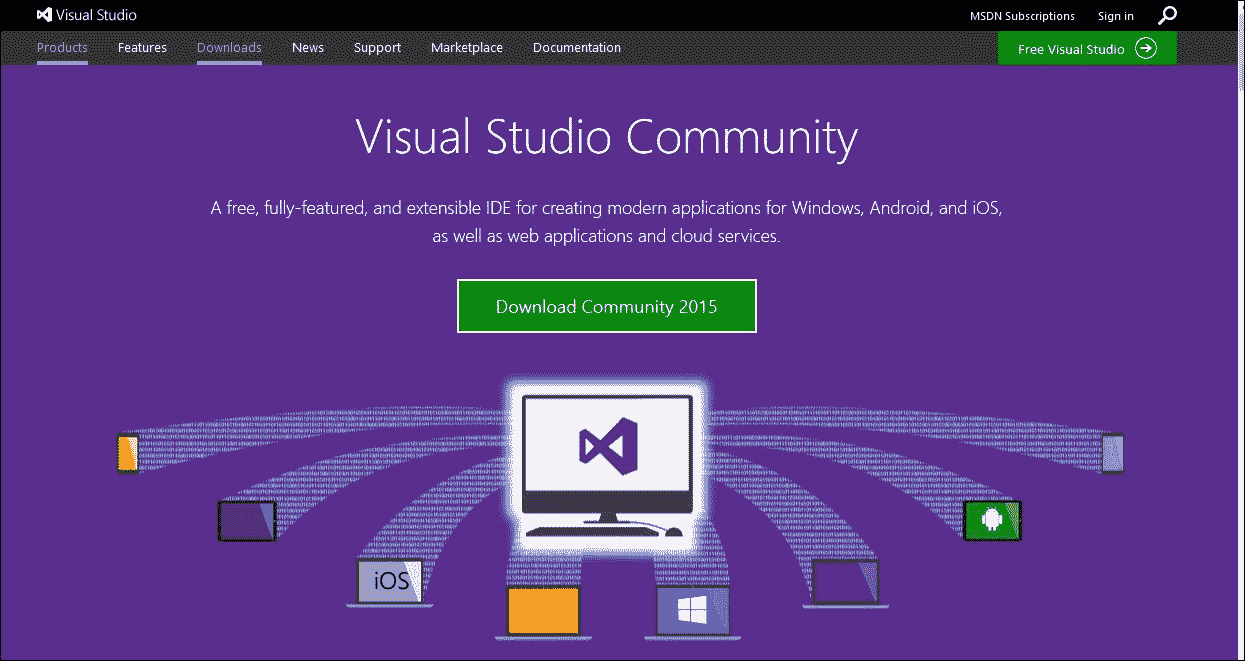 Visual Studio
MSDN Subscriptions Sign in
Products Features Downloads News Support Marketplace Documentation
Free Visual Studio
Visual Studio Community
A free, fully-featured, and extensible IDE for creating modern applications for Windows, Android, and iOS,
as well as web applications and cloud services.
Download Community 2015
iOS